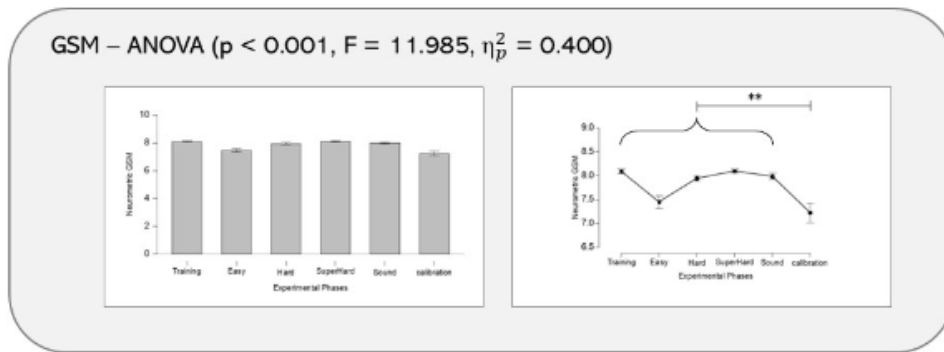 GSM – ANOVA (p < 0.001, F = 11.985, η²ₚ = 0.400)
10
8
6
4
2
0
Neurometric GSM
Training Easy Hard SuperHard Sound calibration
Experimental Phases
**
9.0
8.5
8.0
7.5
7.0
6.5
Neurometric GSM
Training Easy Hard SuperHard Sound calibration
Experimental Phases